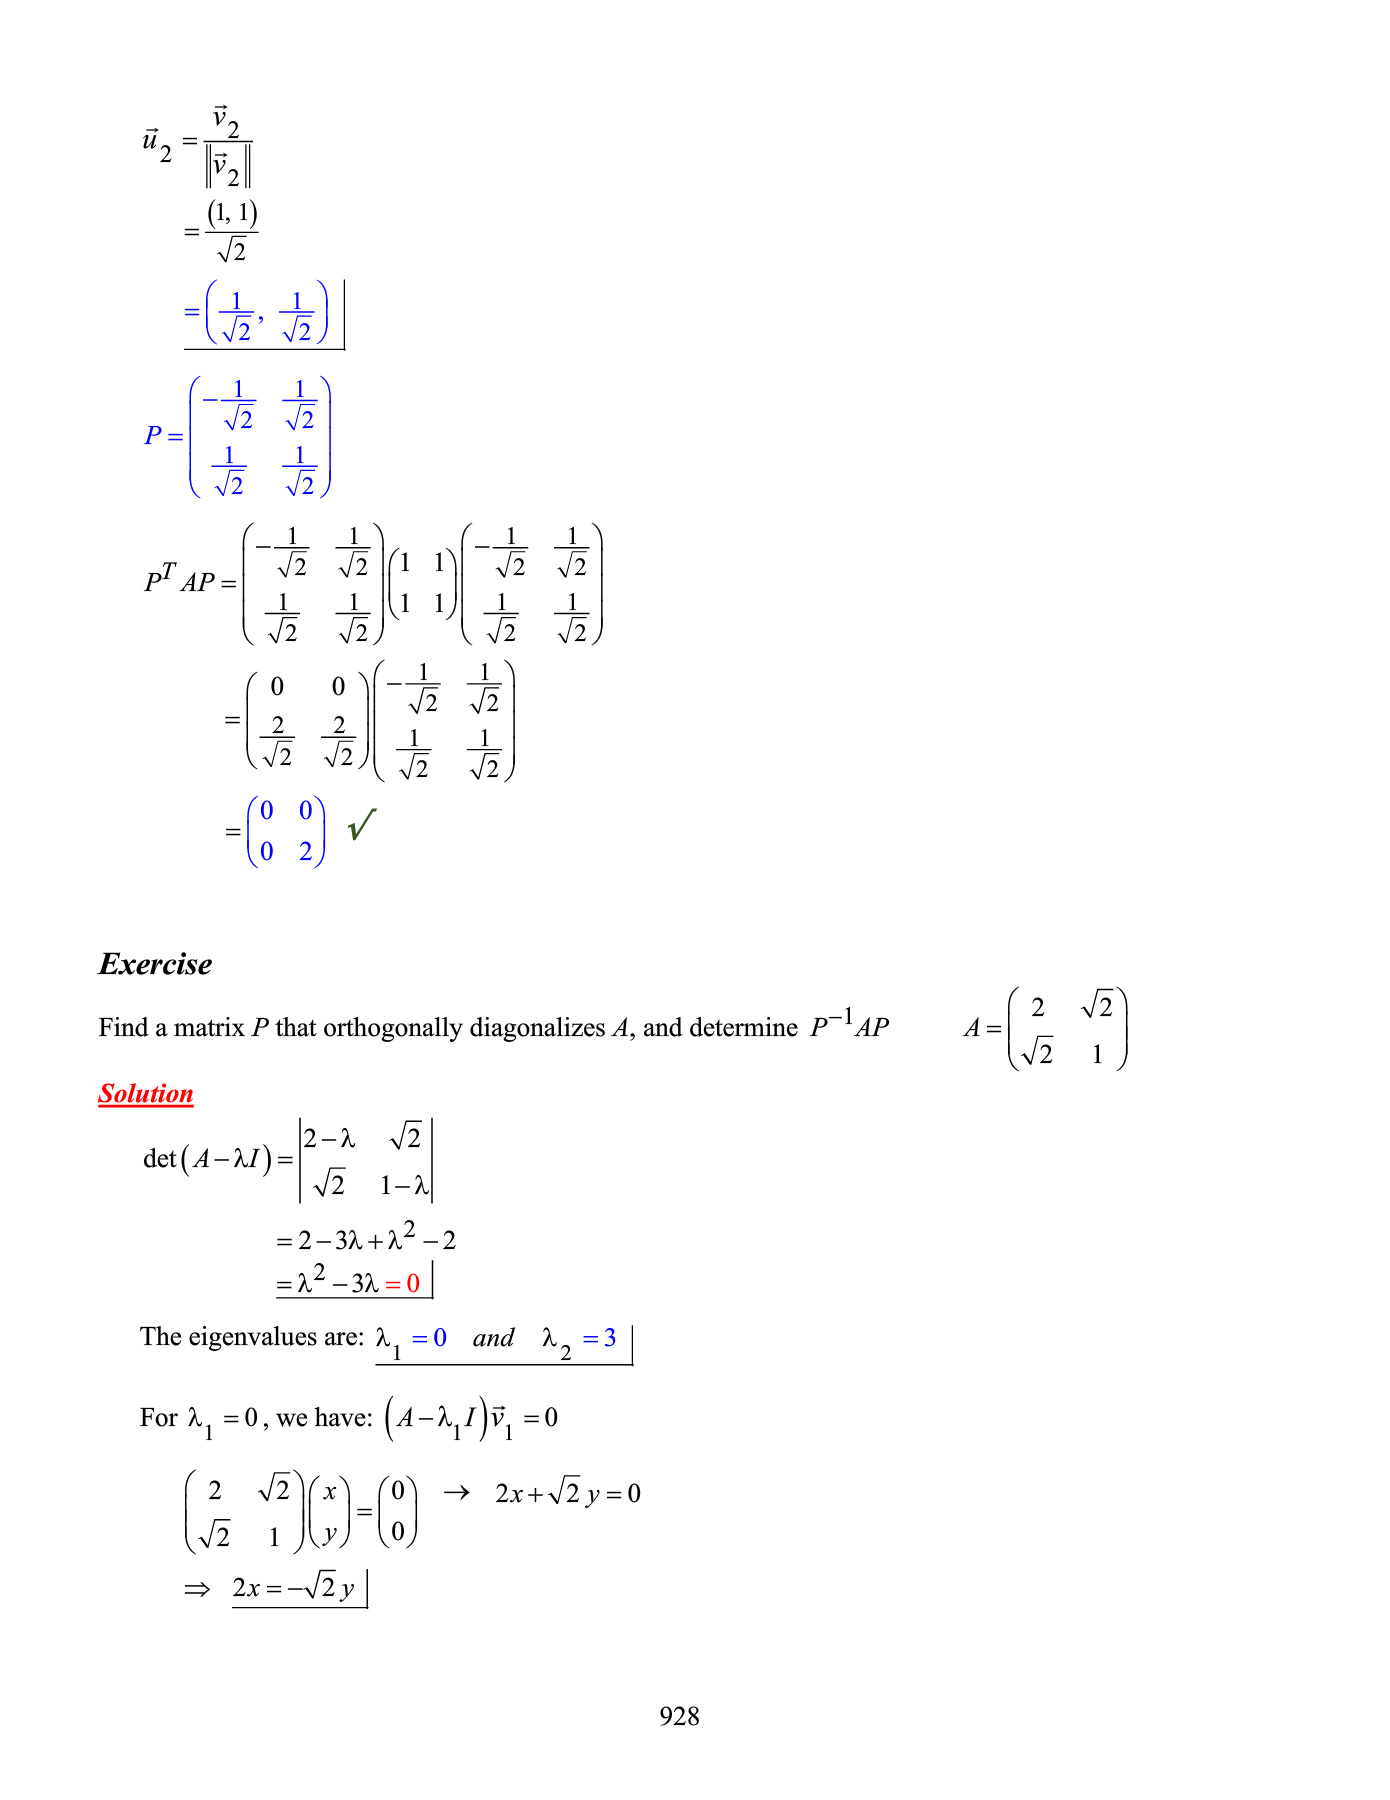 $\vec{u}_2 = \frac{\vec{v}_2}{\left\|\vec{v}_2\right\|}$
$= \frac{(1,\ 1)}{\sqrt{2}}$
$= \left(\frac{1}{\sqrt{2}},\ \frac{1}{\sqrt{2}}\right)$
$P = \begin{pmatrix} -\frac{1}{\sqrt{2}} & \frac{1}{\sqrt{2}} \\ \frac{1}{\sqrt{2}} & \frac{1}{\sqrt{2}} \end{pmatrix}$
$P^T AP = \begin{pmatrix} -\frac{1}{\sqrt{2}} & \frac{1}{\sqrt{2}} \\ \frac{1}{\sqrt{2}} & \frac{1}{\sqrt{2}} \end{pmatrix} \begin{pmatrix} 1 & 1 \\ 1 & 1 \end{pmatrix} \begin{pmatrix} -\frac{1}{\sqrt{2}} & \frac{1}{\sqrt{2}} \\ \frac{1}{\sqrt{2}} & \frac{1}{\sqrt{2}} \end{pmatrix}$
$= \begin{pmatrix} 0 & 0 \\ \frac{2}{\sqrt{2}} & \frac{2}{\sqrt{2}} \end{pmatrix} \begin{pmatrix} -\frac{1}{\sqrt{2}} & \frac{1}{\sqrt{2}} \\ \frac{1}{\sqrt{2}} & \frac{1}{\sqrt{2}} \end{pmatrix}$
$= \begin{pmatrix} 0 & 0 \\ 0 & 2 \end{pmatrix}$ ✓
Exercise
Find a matrix P that orthogonally diagonalizes A, and determine $P^{-1}AP$ $A = \begin{pmatrix} 2 & \sqrt{2} \\ \sqrt{2} & 1 \end{pmatrix}$
Solution
$\det(A - \lambda I) = \begin{vmatrix} 2-\lambda & \sqrt{2} \\ \sqrt{2} & 1-\lambda \end{vmatrix}$
$= 2 - 3\lambda + \lambda^2 - 2$
$= \lambda^2 - 3\lambda = 0$
The eigenvalues are: $\lambda_1 = 0$ and $\lambda_2 = 3$
For $\lambda_1 = 0$, we have: $(A - \lambda_1 I)\vec{v}_1 = 0$
$\begin{pmatrix} 2 & \sqrt{2} \\ \sqrt{2} & 1 \end{pmatrix} \begin{pmatrix} x \\ y \end{pmatrix} = \begin{pmatrix} 0 \\ 0 \end{pmatrix} \rightarrow 2x + \sqrt{2}\,y = 0$
$\Rightarrow 2x = -\sqrt{2}\,y$
928